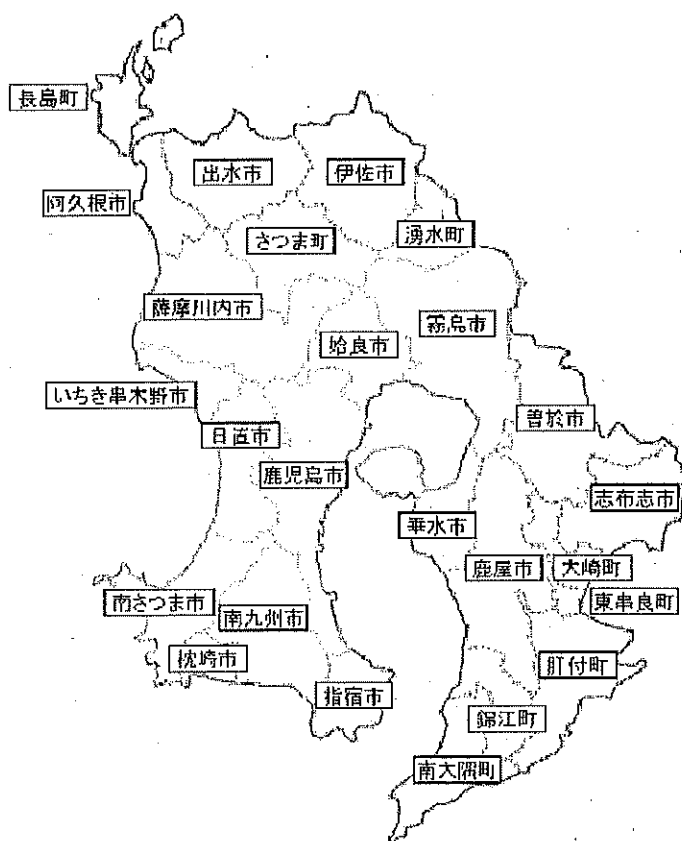 長島町
出水市
伊佐市
阿久根市
さつま町
湧水町
薩摩川内市
霧島市
姶良市
いちき串木野市
曽於市
日置市
鹿児島市
志布志市
垂水市
鹿屋市
大崎町
南さつま市
東串良町
南九州市
枕崎市
肝付町
指宿市
錦江町
南大隅町